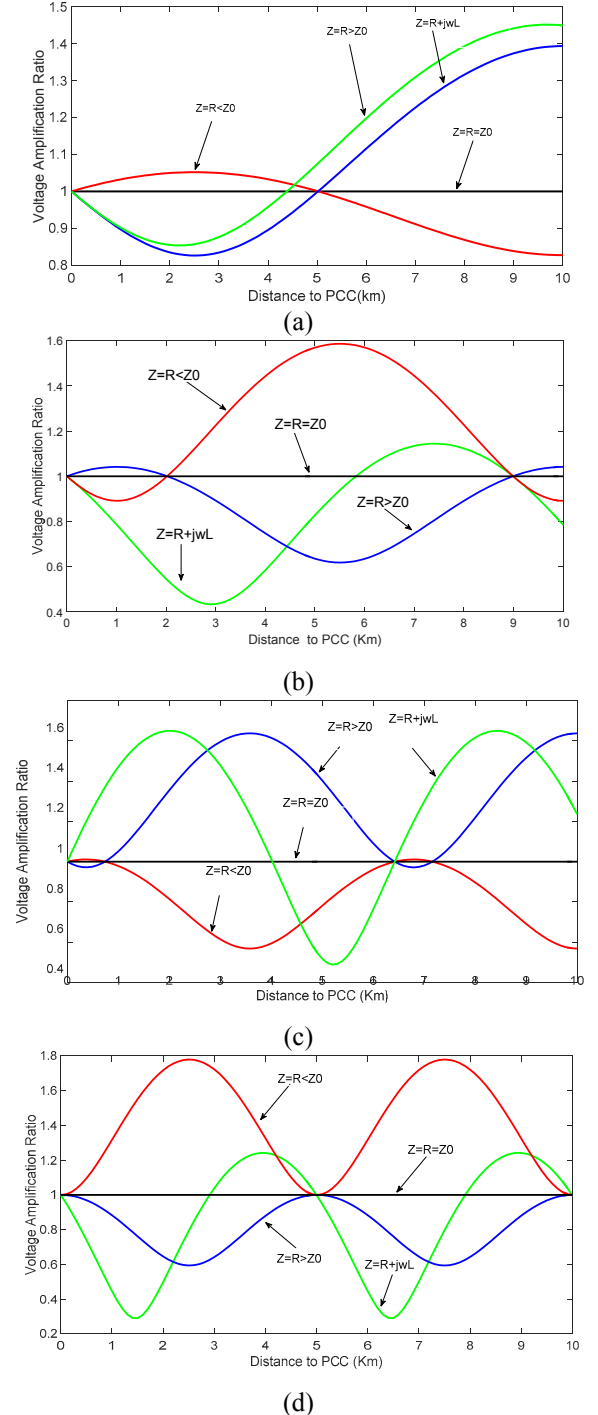 1.5
1.4
1.3
1.2
1.1
1
0.9
0.8
Voltage Amplification Ratio
Z=R<Z0
Z=R>Z0
Z=R+jwL
Z=R=Z0
0 1 2 3 4 5 6 7 8 9 10
Distance to PCC(km)
(a)
1.6
1.4
1.2
1
0.8
0.6
0.4
Voltage Amplification Ratio
Z=R<Z0
Z=R=Z0
Z=R+jwL
Z=R>Z0
0 1 2 3 4 5 6 7 8 9 10
Distance to PCC (Km)
(b)
1.6
1.4
1.2
1
0.8
0.6
0.4
Voltage Amplification Ratio
Z=R>Z0
Z=R+jwL
Z=R=Z0
Z=R<Z0
0 1 2 3 4 5 6 7 8 9 10
Distance to PCC (Km)
(c)
1.8
1.6
1.4
1.2
1
0.8
0.6
0.4
0.2
Voltage Amplification Ratio
Z=R<Z0
Z=R=Z0
Z=R>Z0
Z=R+jwL
0 1 2 3 4 5 6 7 8 9 10
Distance to PCC (Km)
(d)